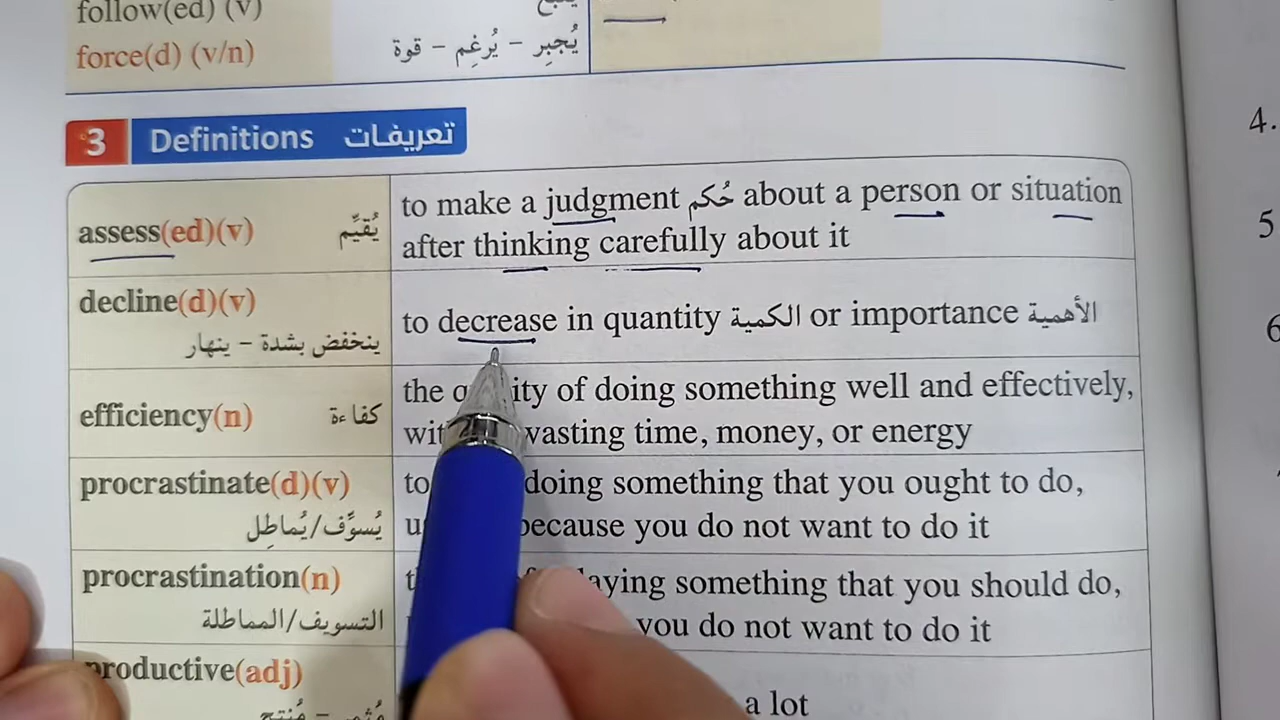 follow(ed) (v)
force(d) (v/n) يُجبِر – يُرغِم – قوة
3 Definitions تعريفات
assess(ed)(v) يُقيِّم
to make a judgment حُكم about a person or situation
after thinking carefully about it
decline(d)(v)
ينخفض بشدة – ينهار
to decrease in quantity الكمية or importance الأهمية
efficiency(n) كفاءة
the of doing something well and effectively,
wasting time, money, or energy
procrastinate(d)(v)
يُسوِّف/يُماطِل
to doing something that you ought to do,
because you do not want to do it
procrastination(n)
التسويف/المماطلة
something that you should do,
you do not want to do it
productive(adj)
a lot
4.
5
6